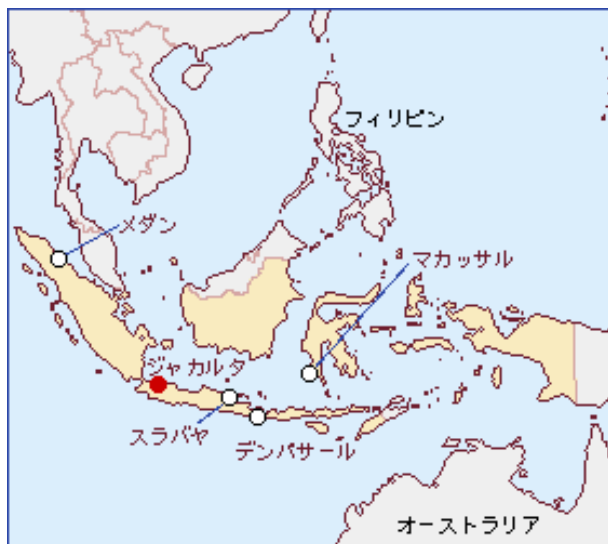 フィリピン
メダン
マカッサル
ジャカルタ
スラバヤ
デンパサール
オーストラリア